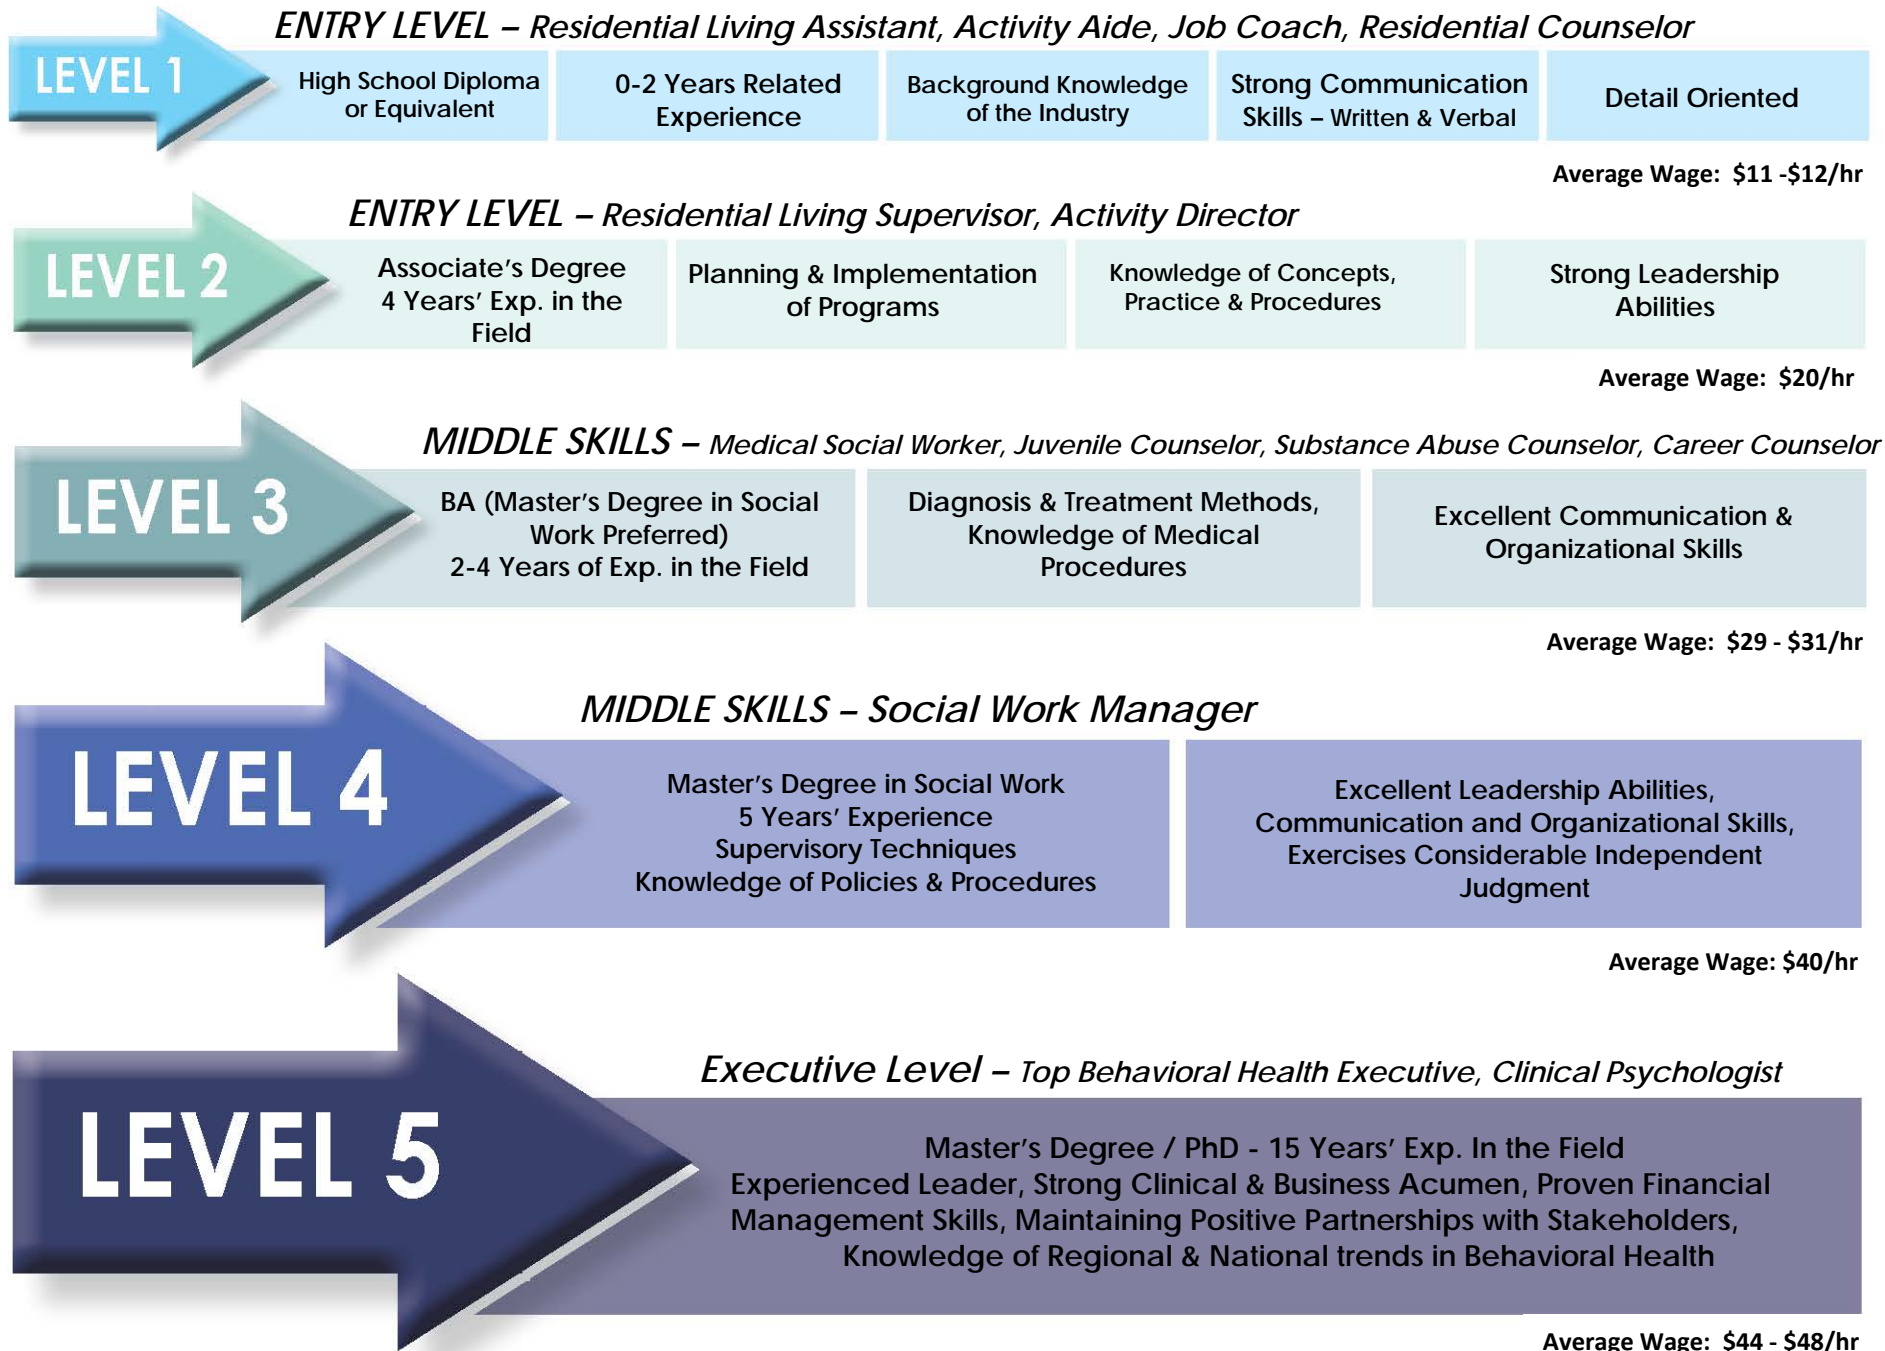 ENTRY LEVEL – Residential Living Assistant, Activity Aide, Job Coach, Residential Counselor
LEVEL 1
High School Diploma
or Equivalent
0-2 Years Related
Experience
Background Knowledge
of the Industry
Strong Communication
Skills – Written & Verbal
Detail Oriented
Average Wage: $11 -$12/hr
ENTRY LEVEL – Residential Living Supervisor, Activity Director
LEVEL 2
Associate's Degree
4 Years' Exp. in the
Field
Planning & Implementation
of Programs
Knowledge of Concepts,
Practice & Procedures
Strong Leadership
Abilities
Average Wage: $20/hr
MIDDLE SKILLS – Medical Social Worker, Juvenile Counselor, Substance Abuse Counselor, Career Counselor
LEVEL 3
BA (Master's Degree in Social
Work Preferred)
2-4 Years of Exp. in the Field
Diagnosis & Treatment Methods,
Knowledge of Medical
Procedures
Excellent Communication &
Organizational Skills
Average Wage: $29 - $31/hr
MIDDLE SKILLS – Social Work Manager
LEVEL 4
Master's Degree in Social Work
5 Years' Experience
Supervisory Techniques
Knowledge of Policies & Procedures
Excellent Leadership Abilities,
Communication and Organizational Skills,
Exercises Considerable Independent
Judgment
Average Wage: $40/hr
Executive Level – Top Behavioral Health Executive, Clinical Psychologist
LEVEL 5
Master's Degree / PhD - 15 Years' Exp. In the Field
Experienced Leader, Strong Clinical & Business Acumen, Proven Financial
Management Skills, Maintaining Positive Partnerships with Stakeholders,
Knowledge of Regional & National trends in Behavioral Health
Average Wage: $44 - $48/hr